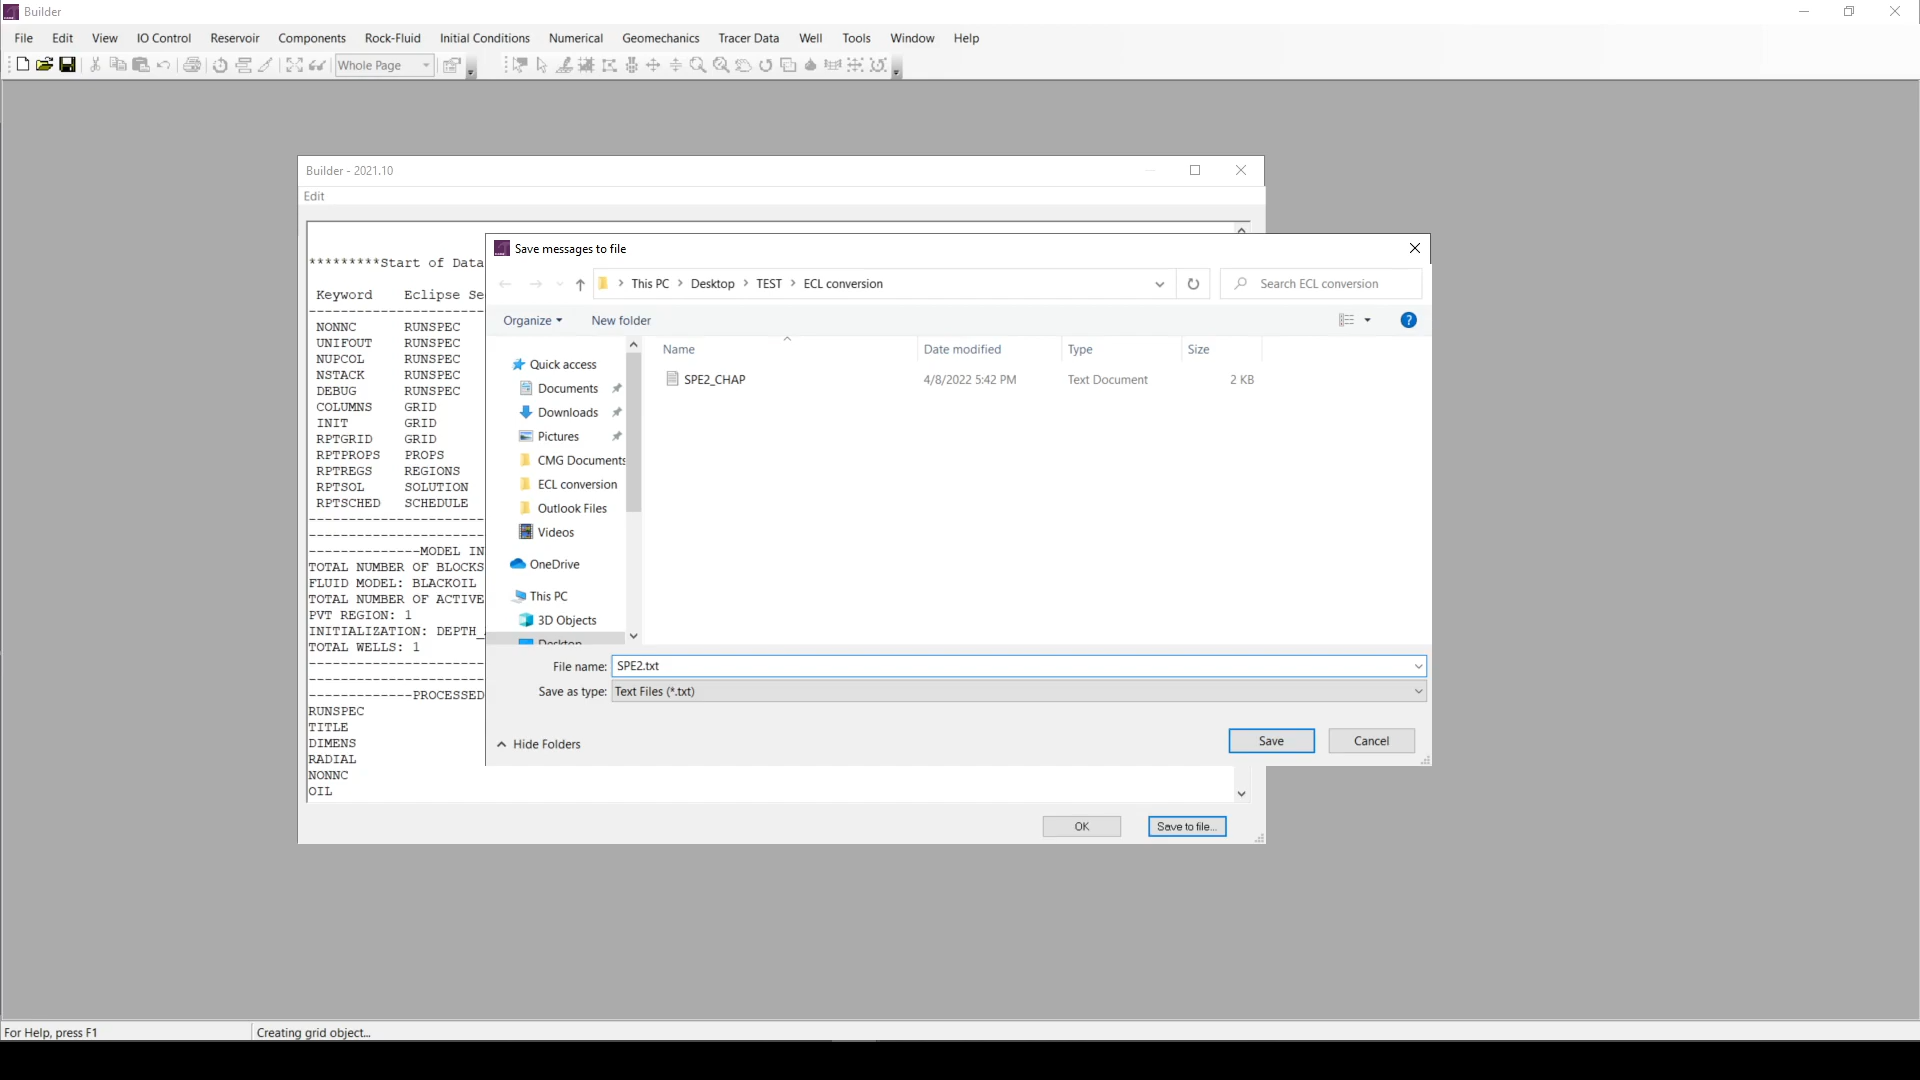 Builder
File Edit View IO Control Reservoir Components Rock-Fluid Initial Conditions Numerical Geomechanics Tracer Data Well Tools Window Help
Whole Page
Builder - 2021.10
Edit
*********Start of Data
Keyword Eclipse Se
NONNC RUNSPEC
UNIFOUT RUNSPEC
NUPCOL RUNSPEC
NSTACK RUNSPEC
DEBUG RUNSPEC
COLUMNS GRID
INIT GRID
RPTGRID GRID
RPTPROPS PROPS
RPTREGS REGIONS
RPTSOL SOLUTION
RPTSCHED SCHEDULE
--------------MODEL IN
TOTAL NUMBER OF BLOCKS
FLUID MODEL: BLACKOIL
TOTAL NUMBER OF ACTIVE
PVT REGION: 1
INITIALIZATION: DEPTH_
TOTAL WELLS: 1
-------------PROCESSED
RUNSPEC
TITLE
DIMENS
RADIAL
NONNC
OIL
OK Save to file...
Save messages to file
This PC > Desktop > TEST > ECL conversion
Search ECL conversion
Organize New folder
Quick access
Documents
Downloads
Pictures
CMG Documents
ECL conversion
Outlook Files
Videos
OneDrive
This PC
3D Objects
Desktop
Name Date modified Type Size
SPE2_CHAP 4/8/2022 5:42 PM Text Document 2 KB
File name: SPE2.txt
Save as type: Text Files (*.txt)
Hide Folders
Save Cancel
For Help, press F1 Creating grid object...